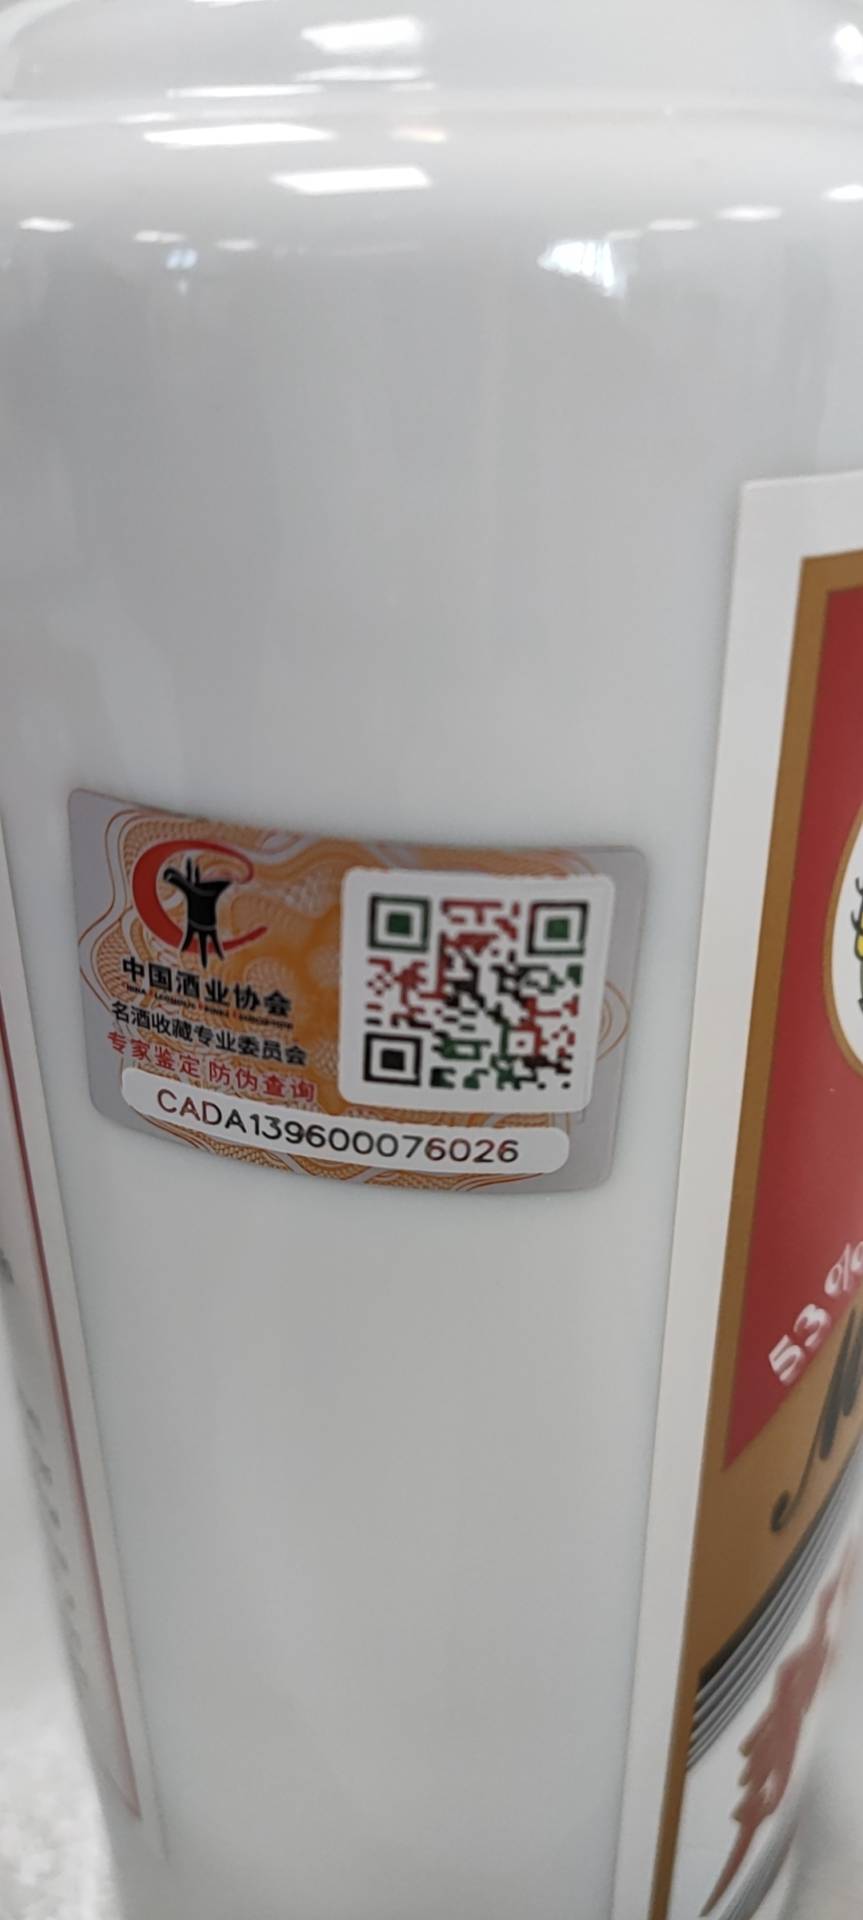 中国酒业协会
名酒收藏专业委员会
专家鉴定 防伪查询
CADA139600076026
53%